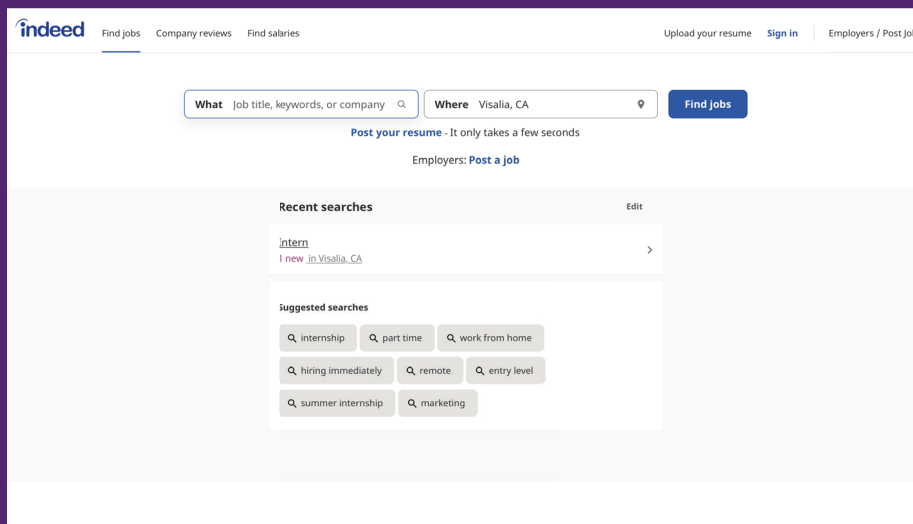 indeed Find jobs Company reviews Find salaries Upload your resume Sign in Employers / Post Jo
What Job title, keywords, or company Where Visalia, CA Find jobs
Post your resume - It only takes a few seconds
Employers: Post a job
Recent searches Edit
Intern
1 new in Visalia, CA
Suggested searches
internship part time work from home
hiring immediately remote entry level
summer internship marketing